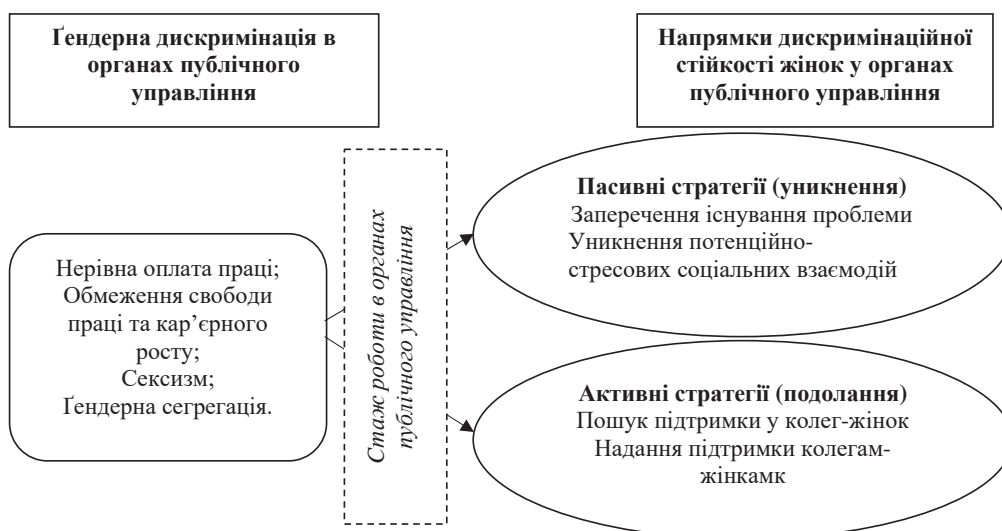 Ґендерна дискримінація в
органах публічного
управління
Напрямки дискримінаційної
стійкості жінок у органах
публічного управління
Нерівна оплата праці;
Обмеження свободи
праці та кар’єрного
росту;
Сексизм;
Ґендерна сегрегація.
Стаж роботи в органах
публічного управління
Пасивні стратегії (уникнення)
Заперечення існування проблеми
Уникнення потенційно-
стресових соціальних взаємодій
Активні стратегії (подолання)
Пошук підтримки у колег-жінок
Надання підтримки колегам-
жінкамк